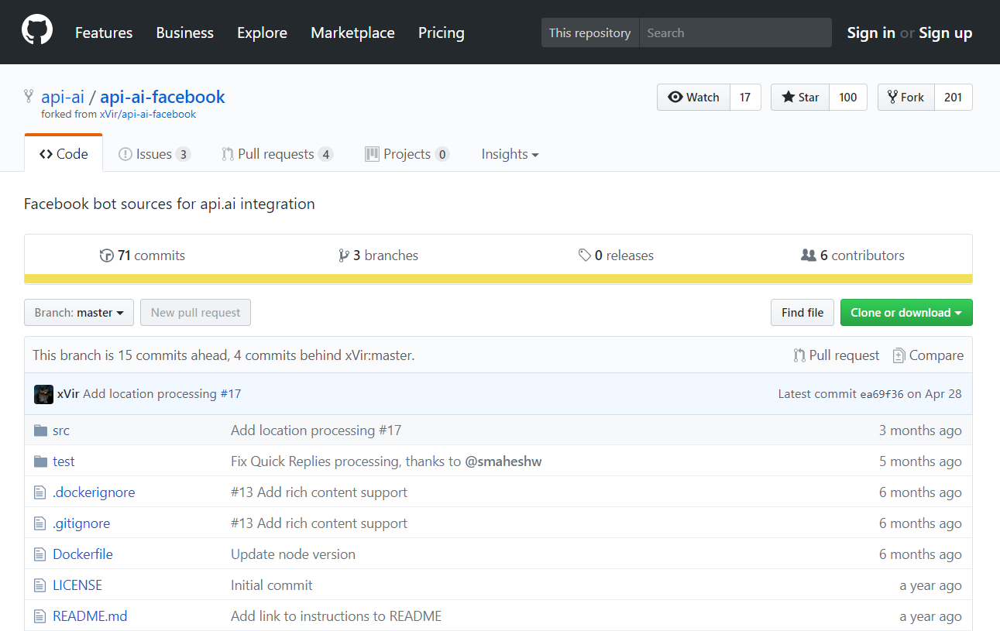 Features Business Explore Marketplace Pricing This repository Search Sign in or Sign up
api-ai / api-ai-facebook Watch 17 Star 100 Fork 201
forked from xVir/api-ai-facebook
Code Issues 3 Pull requests 4 Projects 0 Insights
Facebook bot sources for api.ai integration
71 commits 3 branches 0 releases 6 contributors
Branch: master New pull request Find file Clone or download
This branch is 15 commits ahead, 4 commits behind xVir:master. Pull request Compare
xVir Add location processing #17 Latest commit ea69f36 on Apr 28
src Add location processing #17 3 months ago
test Fix Quick Replies processing, thanks to @smaheshw 5 months ago
.dockerignore #13 Add rich content support 6 months ago
.gitignore #13 Add rich content support 6 months ago
Dockerfile Update node version 6 months ago
LICENSE Initial commit a year ago
README.md Add link to instructions to README a year ago